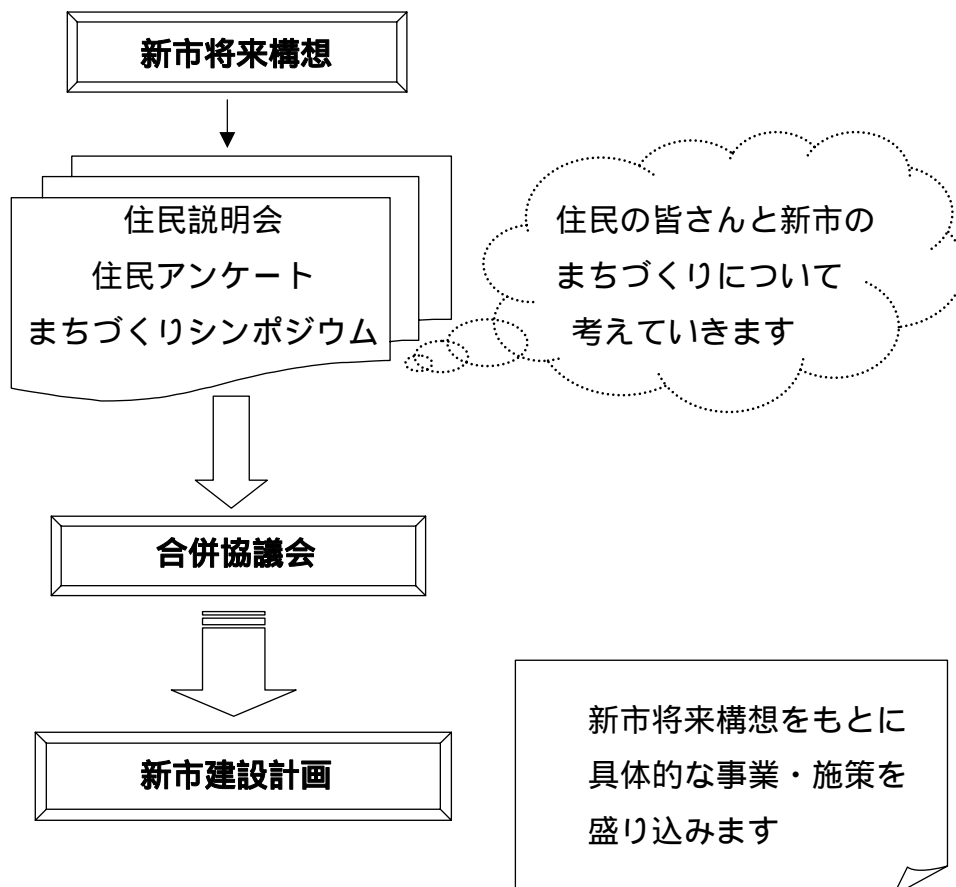 新市将来構想
住民説明会
住民アンケート
まちづくりシンポジウム
住民の皆さんと新市の
まちづくりについて
考えていきます
合併協議会
新市建設計画
新市将来構想をもとに
具体的な事業・施策を
盛り込みます